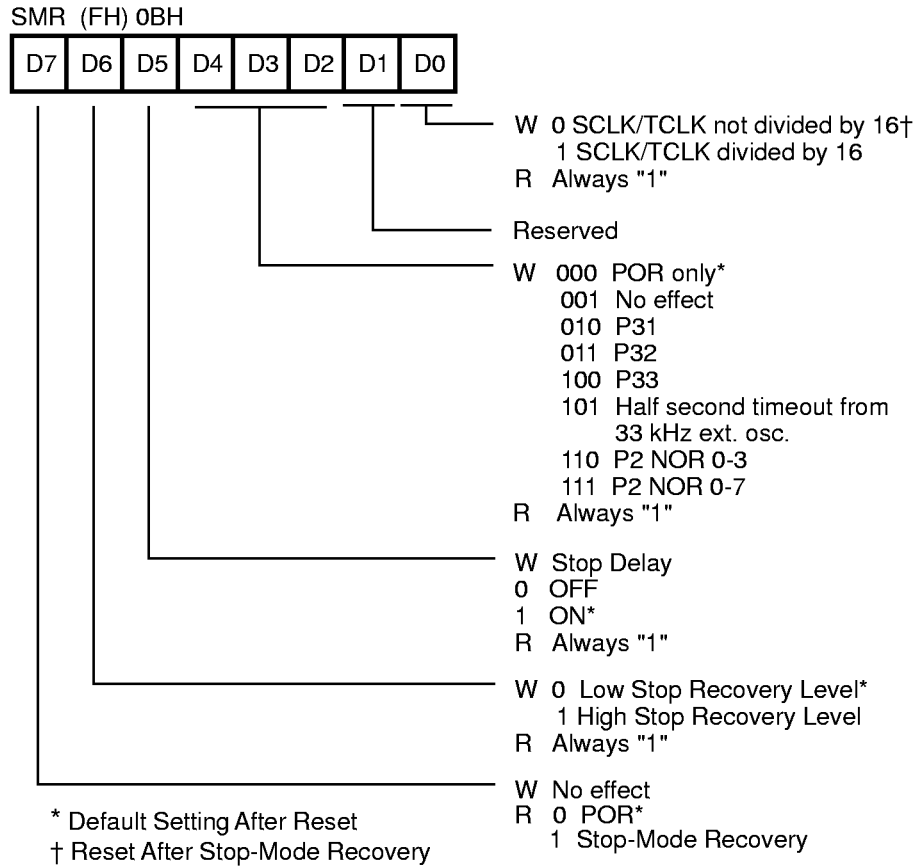 SMR (FH) 0BH
D7 D6 D5 D4 D3 D2 D1 D0
W 0 SCLK/TCLK not divided by 16†
1 SCLK/TCLK divided by 16
R Always "1"
Reserved
W 000 POR only*
001 No effect
010 P31
011 P32
100 P33
101 Half second timeout from
33 kHz ext. osc.
110 P2 NOR 0-3
111 P2 NOR 0-7
R Always "1"
W Stop Delay
0 OFF
1 ON*
R Always "1"
W 0 Low Stop Recovery Level*
1 High Stop Recovery Level
R Always "1"
W No effect
R 0 POR*
1 Stop-Mode Recovery
* Default Setting After Reset
† Reset After Stop-Mode Recovery